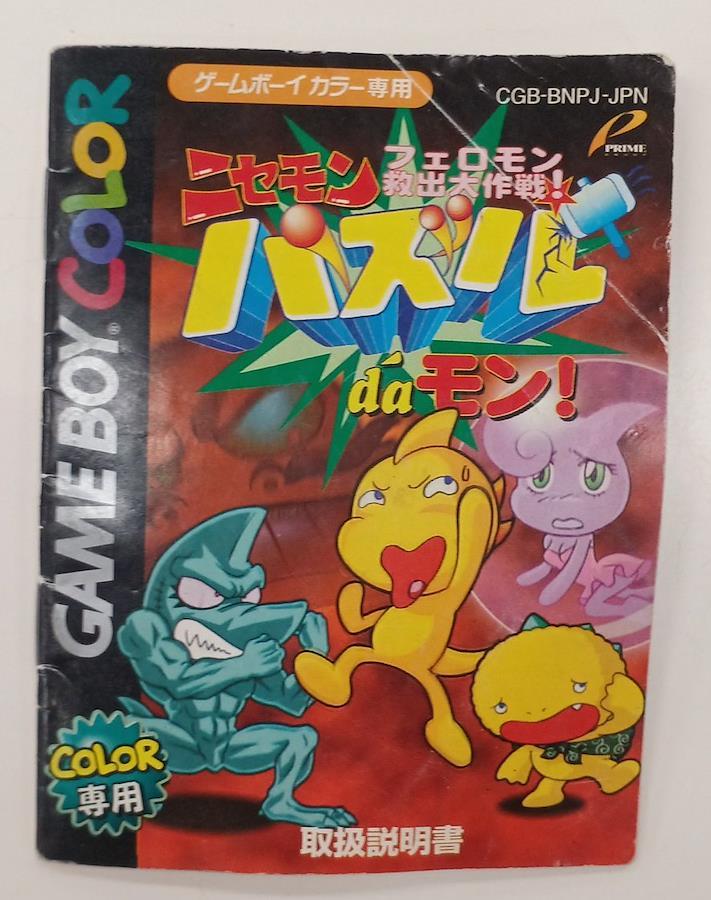 ゲームボーイ カラー専用
CGB-BNPJ-JPN
PRIME
ニセモン
フェロモン
救出大作戦!
パズル
daモン!
GAME BOY COLOR
COLOR
専用
取扱説明書